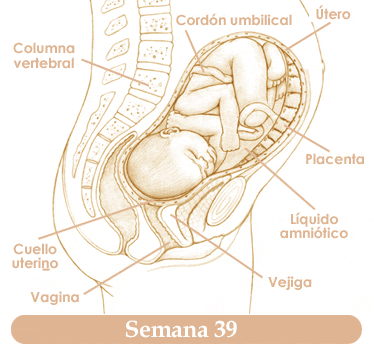 Cordón umbilical
Útero
Columna
vertebral
Placenta
Líquido
amniótico
Cuello
uterino
Vejiga
Vagina
Semana 39